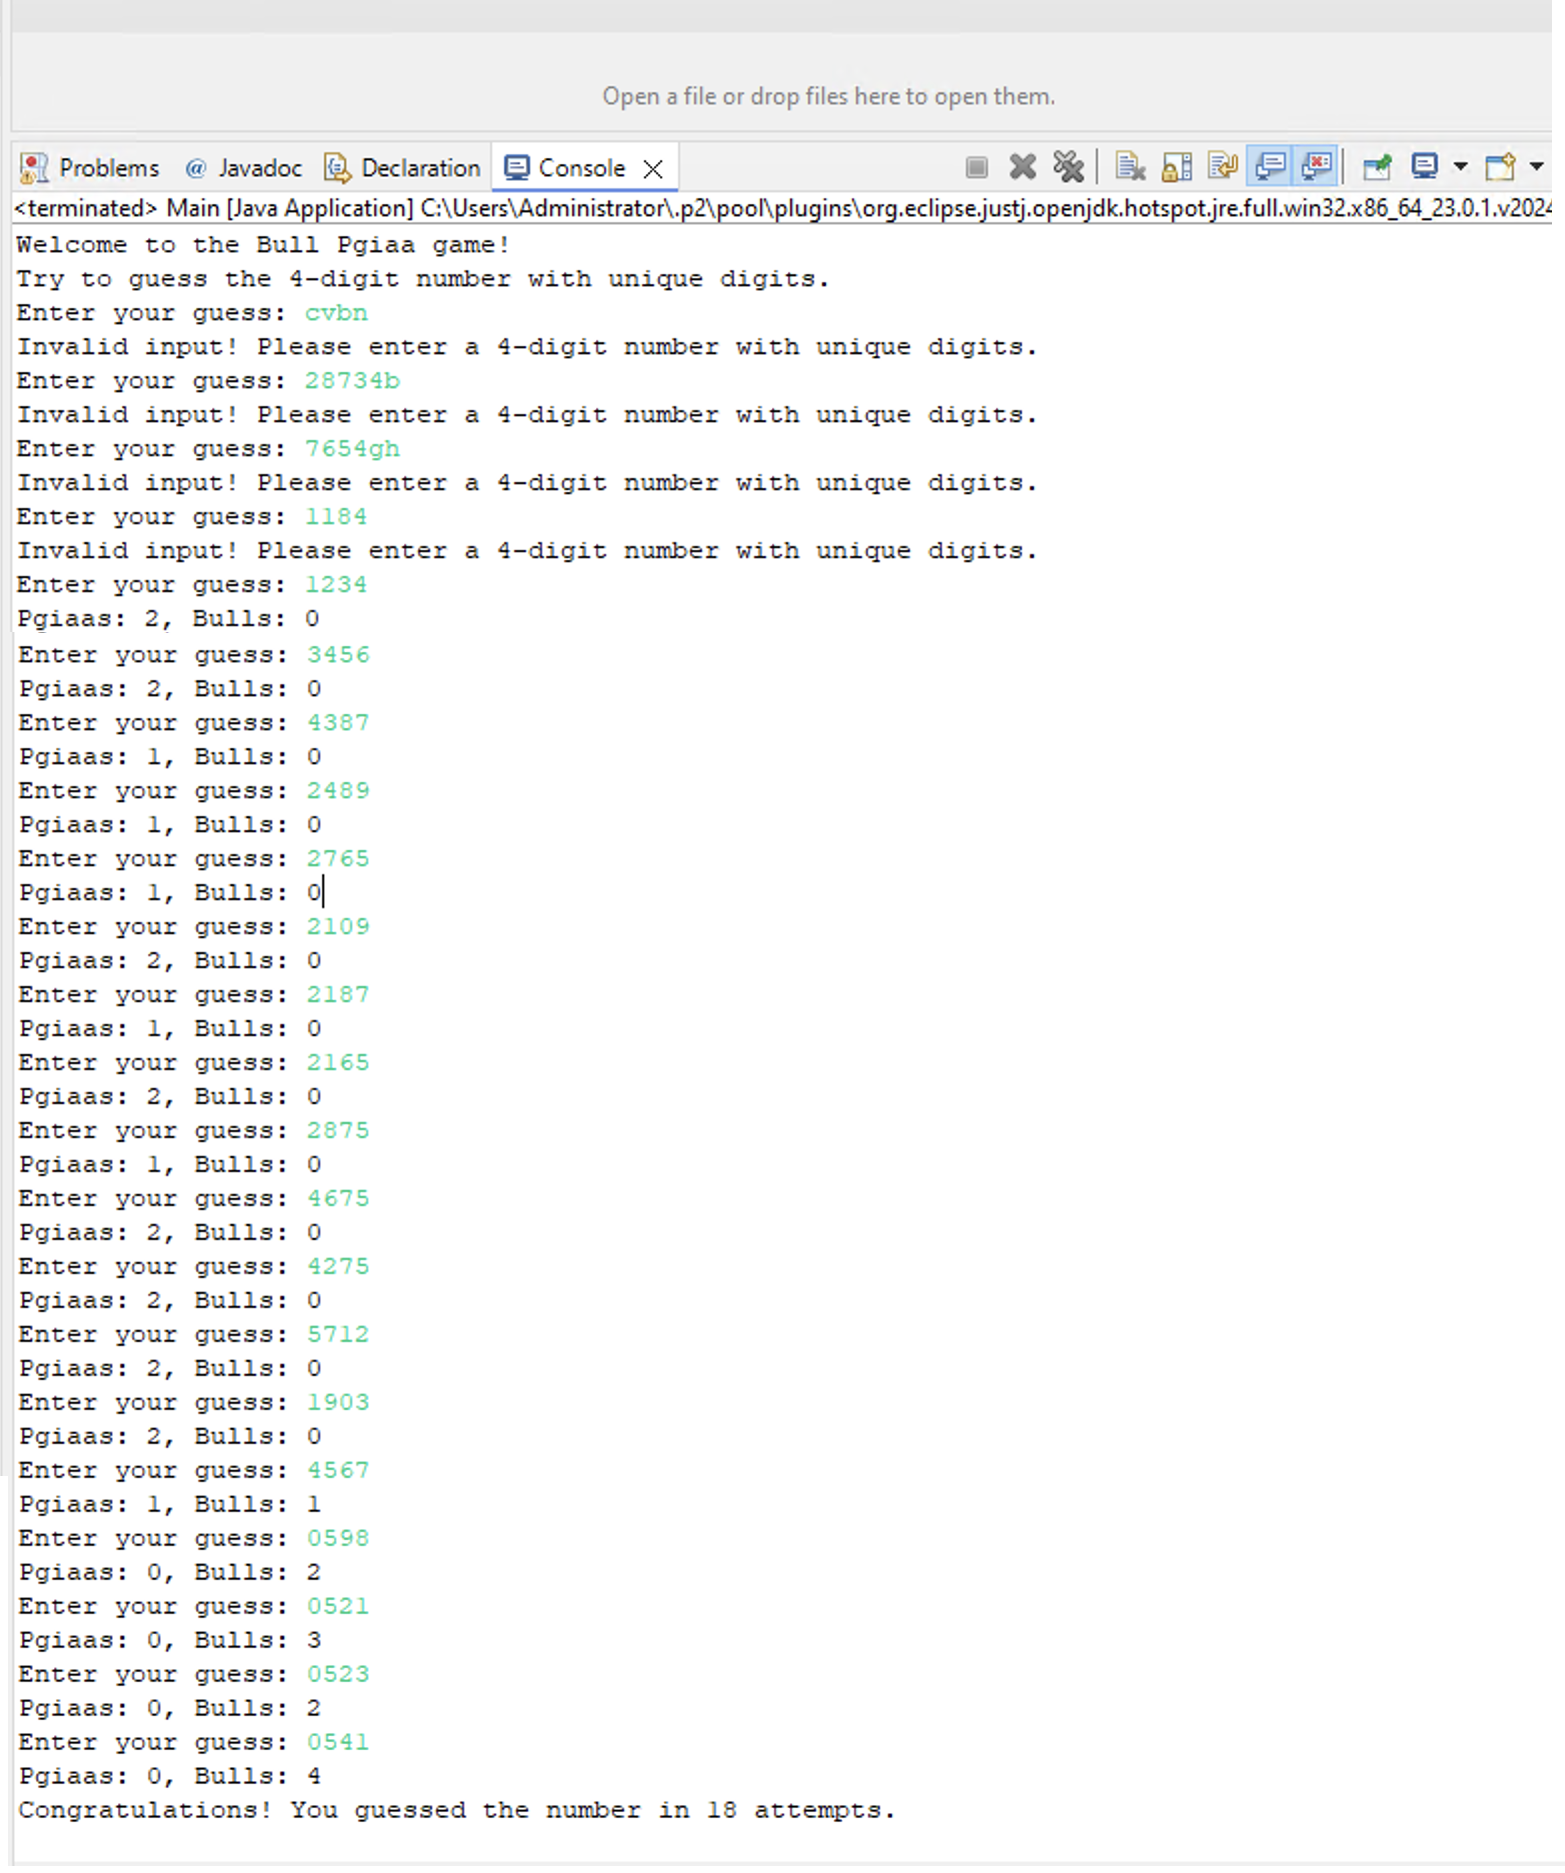 Open a file or drop files here to open them.
Problems @ Javadoc Declaration Console
<terminated> Main [Java Application] C:\Users\Administrator\.p2\pool\plugins\org.eclipse.justj.openjdk.hotspot.jre.full.win32.x86_64_23.0.1.v2024
Welcome to the Bull Pgiaa game!
Try to guess the 4-digit number with unique digits.
Enter your guess: cvbn
Invalid input! Please enter a 4-digit number with unique digits.
Enter your guess: 28734b
Invalid input! Please enter a 4-digit number with unique digits.
Enter your guess: 7654gh
Invalid input! Please enter a 4-digit number with unique digits.
Enter your guess: 1184
Invalid input! Please enter a 4-digit number with unique digits.
Enter your guess: 1234
Pgiaas: 2, Bulls: 0
Enter your guess: 3456
Pgiaas: 2, Bulls: 0
Enter your guess: 4387
Pgiaas: 1, Bulls: 0
Enter your guess: 2489
Pgiaas: 1, Bulls: 0
Enter your guess: 2765
Pgiaas: 1, Bulls: 0
Enter your guess: 2109
Pgiaas: 2, Bulls: 0
Enter your guess: 2187
Pgiaas: 1, Bulls: 0
Enter your guess: 2165
Pgiaas: 2, Bulls: 0
Enter your guess: 2875
Pgiaas: 1, Bulls: 0
Enter your guess: 4675
Pgiaas: 2, Bulls: 0
Enter your guess: 4275
Pgiaas: 2, Bulls: 0
Enter your guess: 5712
Pgiaas: 2, Bulls: 0
Enter your guess: 1903
Pgiaas: 2, Bulls: 0
Enter your guess: 4567
Pgiaas: 1, Bulls: 1
Enter your guess: 0598
Pgiaas: 0, Bulls: 2
Enter your guess: 0521
Pgiaas: 0, Bulls: 3
Enter your guess: 0523
Pgiaas: 0, Bulls: 2
Enter your guess: 0541
Pgiaas: 0, Bulls: 4
Congratulations! You guessed the number in 18 attempts.